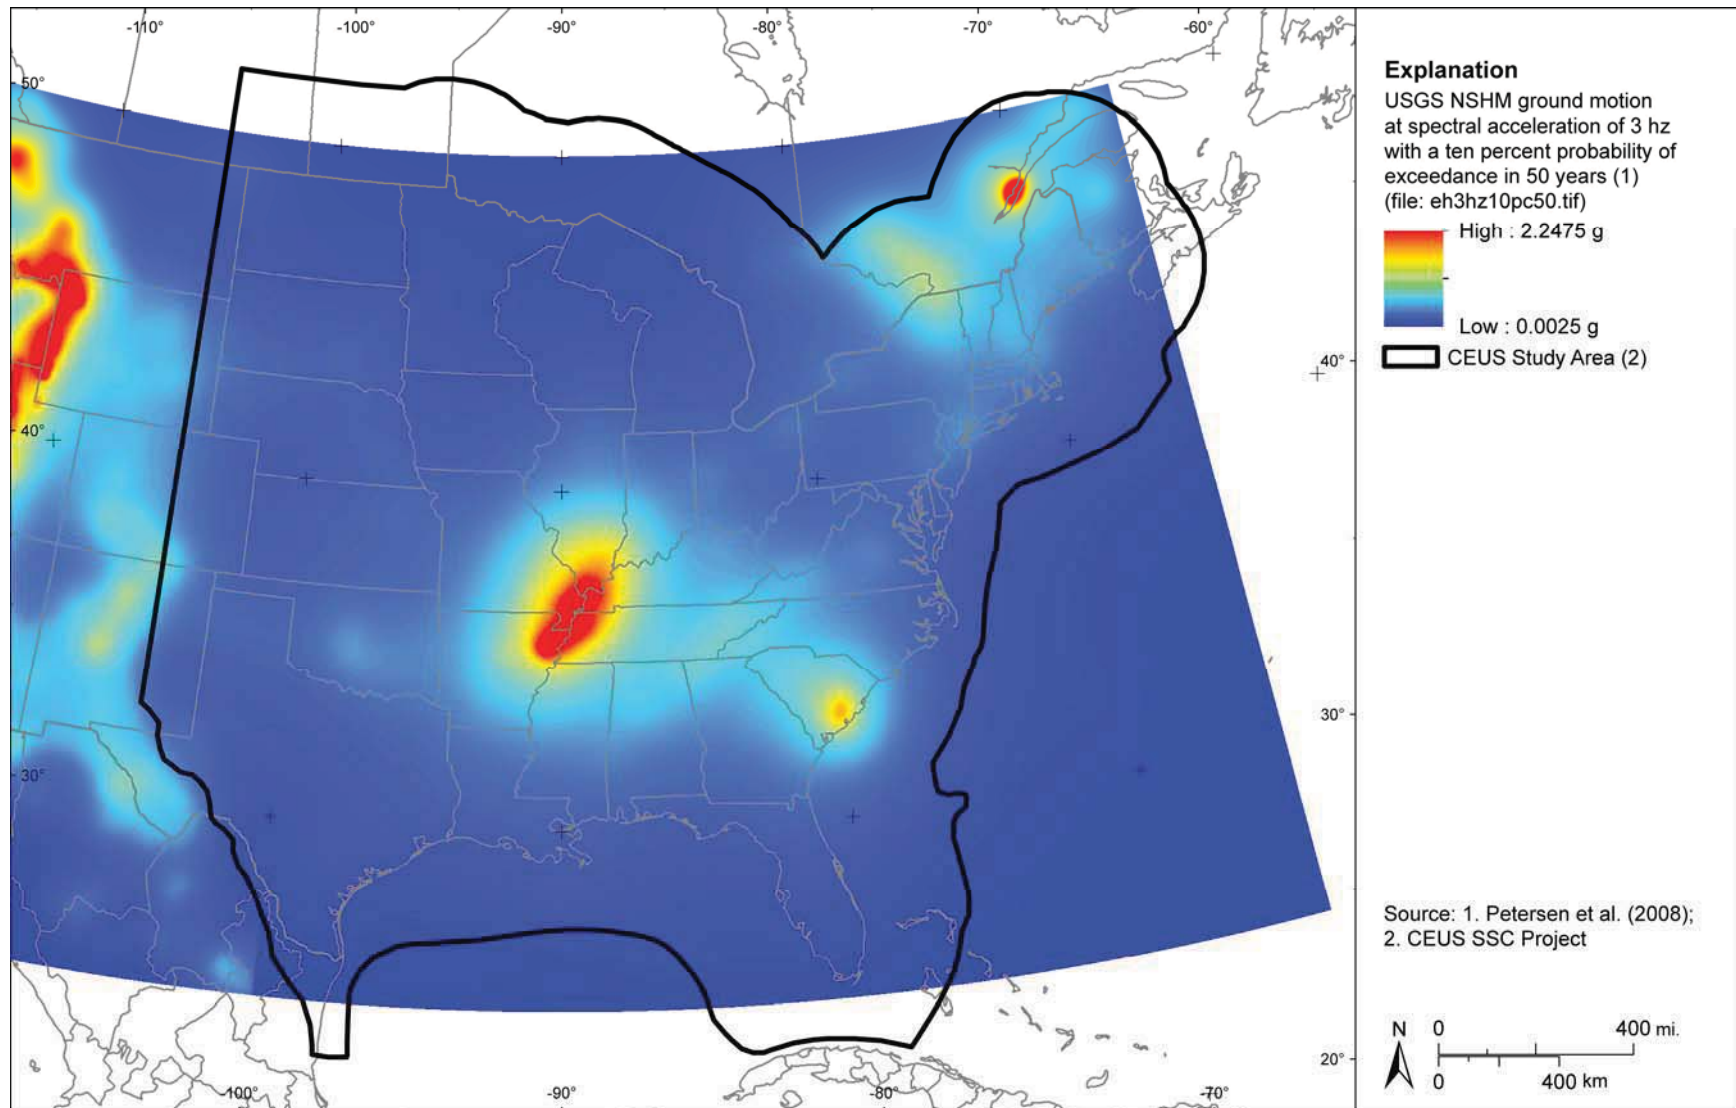 -110° -100° -90° -80° -70° -60°
50°
40°
40°
30°
30°
20°
-100° -90° -80° -70°
Explanation
USGS NSHM ground motion
at spectral acceleration of 3 hz
with a ten percent probability of
exceedance in 50 years (1)
(file: eh3hz10pc50.tif)
High : 2.2475 g
Low : 0.0025 g
CEUS Study Area (2)
Source: 1. Petersen et al. (2008);
2. CEUS SSC Project
N 0 400 mi.
0 400 km